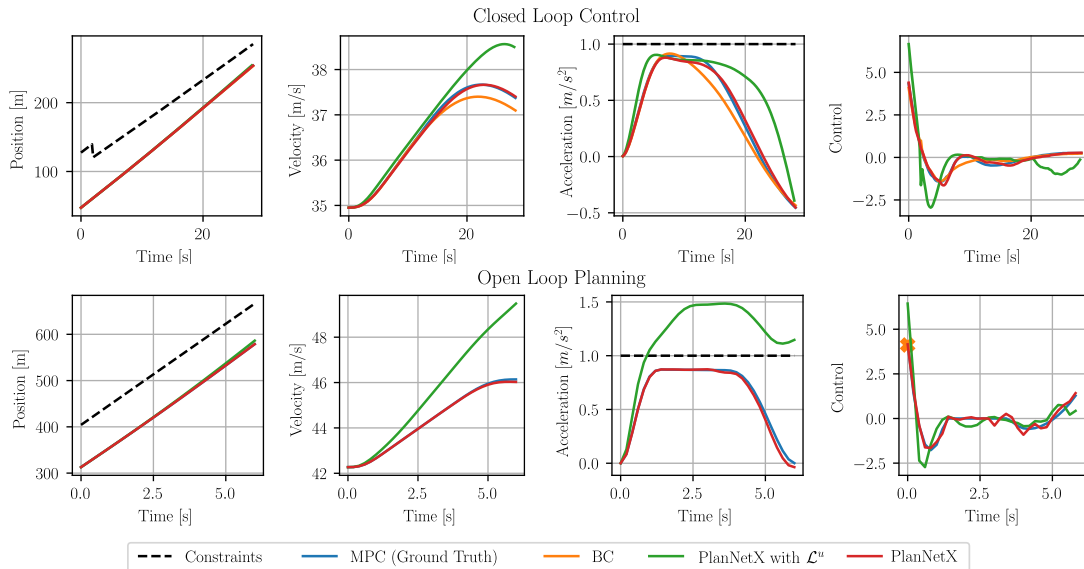 Closed Loop Control
Position [m]
200
100
0
20
Time [s]
Velocity [m/s]
38
37
36
35
0
20
Time [s]
Acceleration [m/s²]
1.0
0.5
0.0
−0.5
0
20
Time [s]
Control
5.0
2.5
0.0
−2.5
0
20
Time [s]
Open Loop Planning
Position [m]
600
500
400
300
0.0
2.5
5.0
Time [s]
Velocity [m/s]
48
46
44
42
0.0
2.5
5.0
Time [s]
Acceleration [m/s²]
1.5
1.0
0.5
0.0
0.0
2.5
5.0
Time [s]
Control
5.0
2.5
0.0
−2.5
0.0
2.5
5.0
Time [s]
Constraints MPC (Ground Truth) BC PlanNetX with 𝓛ᵘ PlanNetX